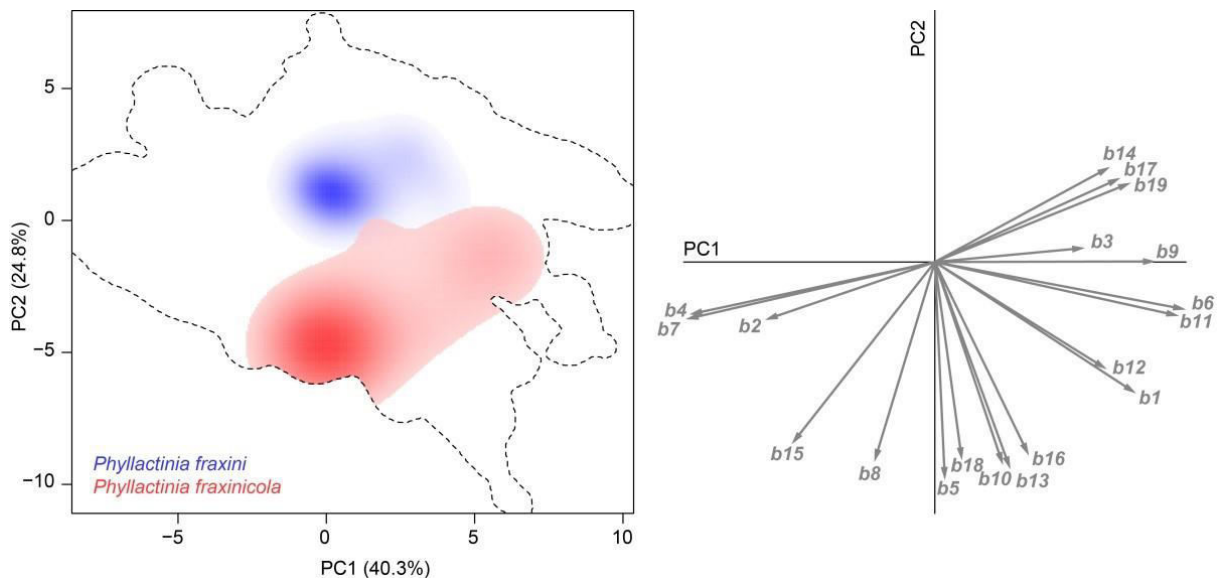 5
0
−5
−10
PC2 (24.8%)
Phyllactinia fraxini
Phyllactinia fraxinicola
−5
0
5
10
PC1 (40.3%)
PC2
PC1
b14
b17
b19
b3
b9
b6
b11
b4
b7
b2
b12
b1
b15
b8
b5
b18
b10
b13
b16